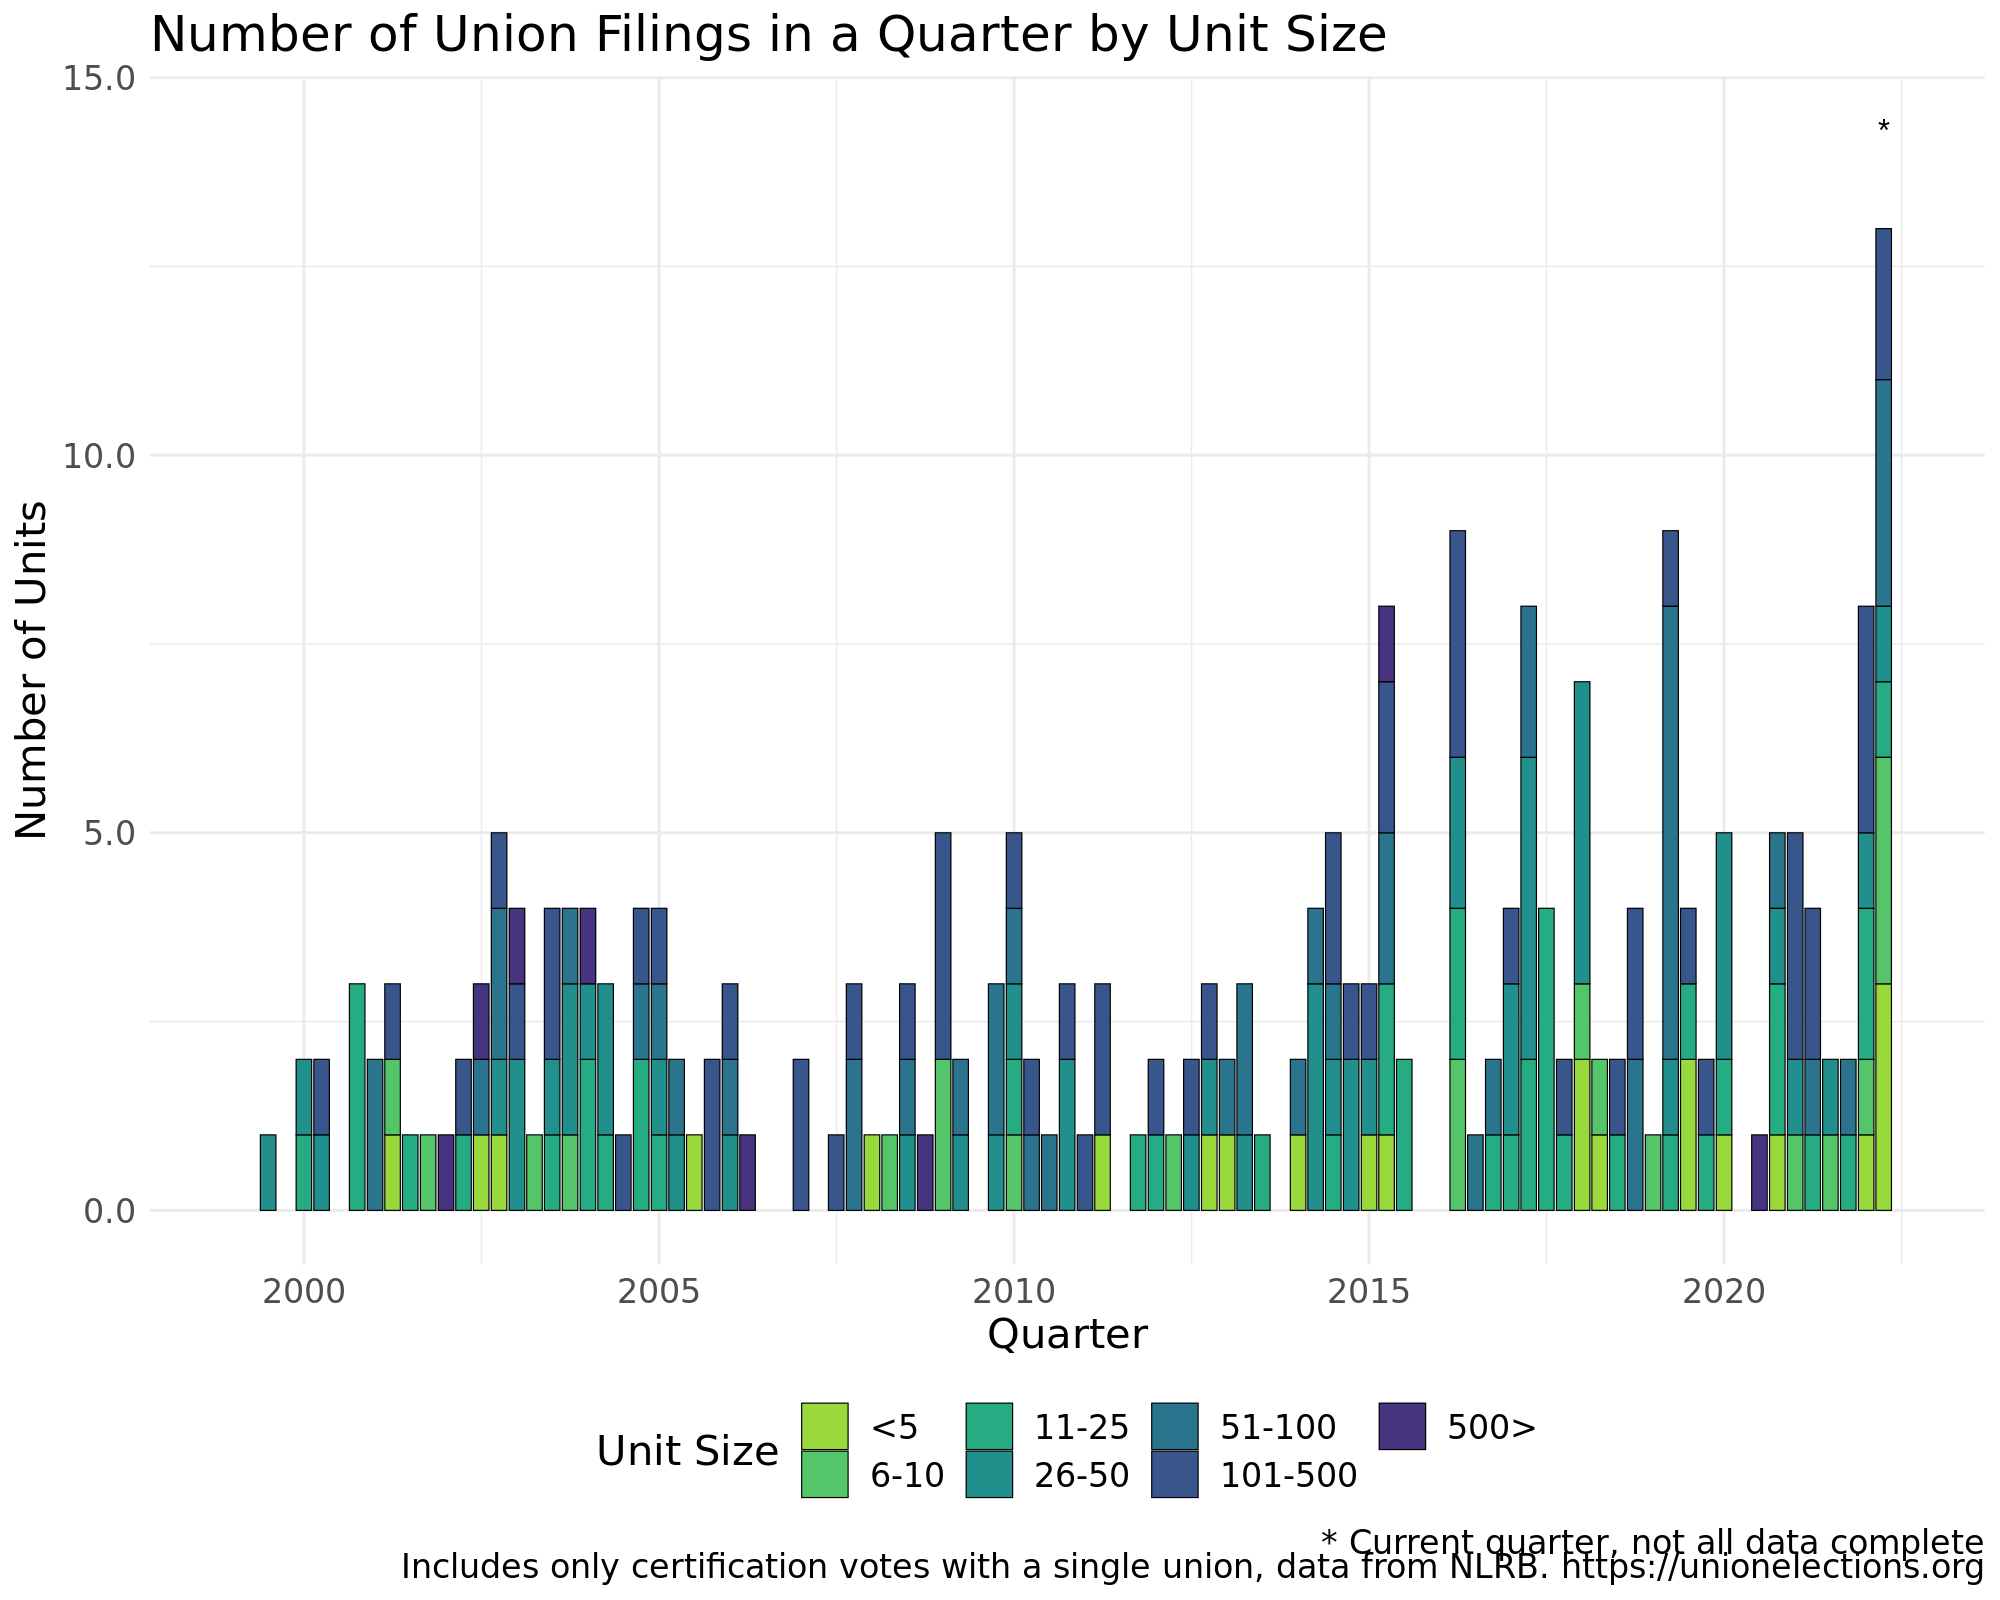 Number of Union Filings in a Quarter by Unit Size
15.0
*
10.0
Number of Units
5.0
0.0
2000 2005 2010 2015 2020
Quarter
Unit Size
<5 11-25 51-100 500>
6-10 26-50 101-500
* Current quarter, not all data complete
Includes only certification votes with a single union, data from NLRB. https://unionelections.org